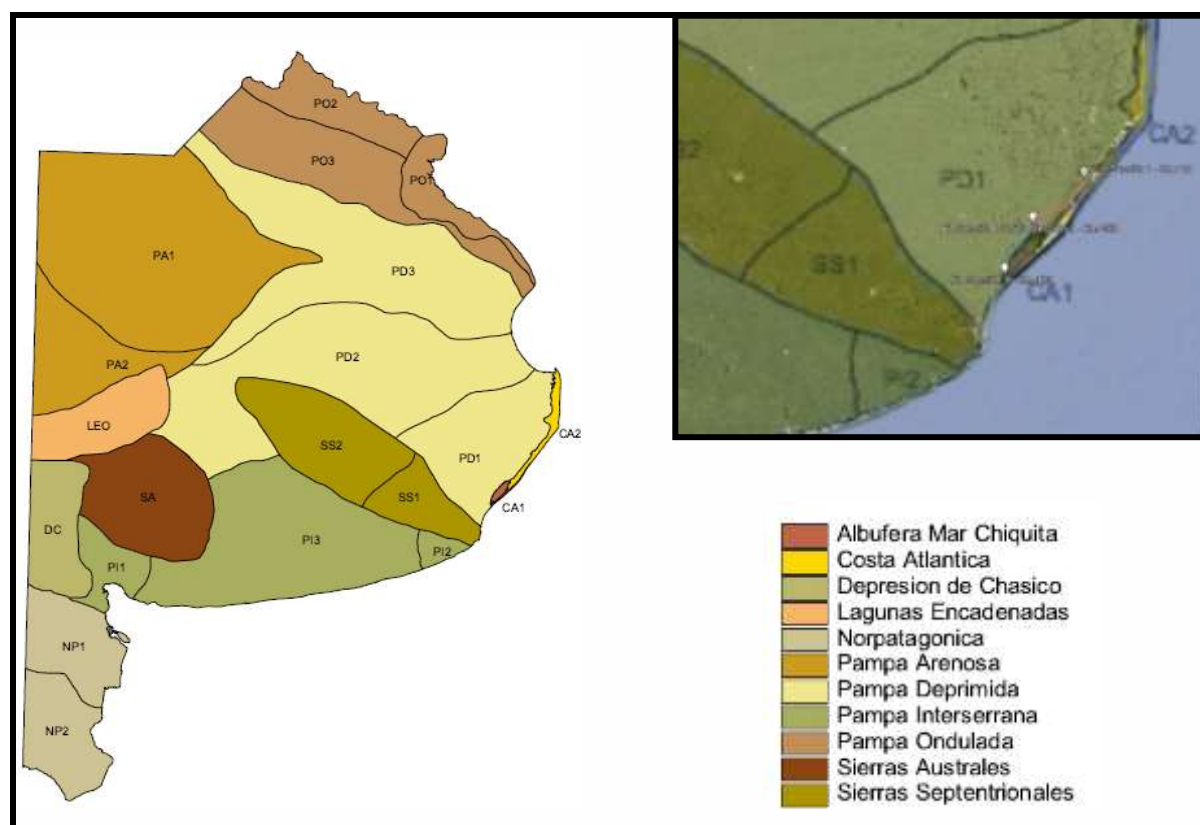 PO2
PO3
PO1
PA1
PD3
PA2
PD2
LEO
SS2
CA2
PD1
SA
SS1
CA1
DC
PI3
PI2
PI1
NP1
NP2
CA2
PD1
SS1
CA1
PI2
Albufera Mar Chiquita
Costa Atlantica
Depresion de Chasico
Lagunas Encadenadas
Norpatagonica
Pampa Arenosa
Pampa Deprimida
Pampa Interserrana
Pampa Ondulada
Sierras Australes
Sierras Septentrionales